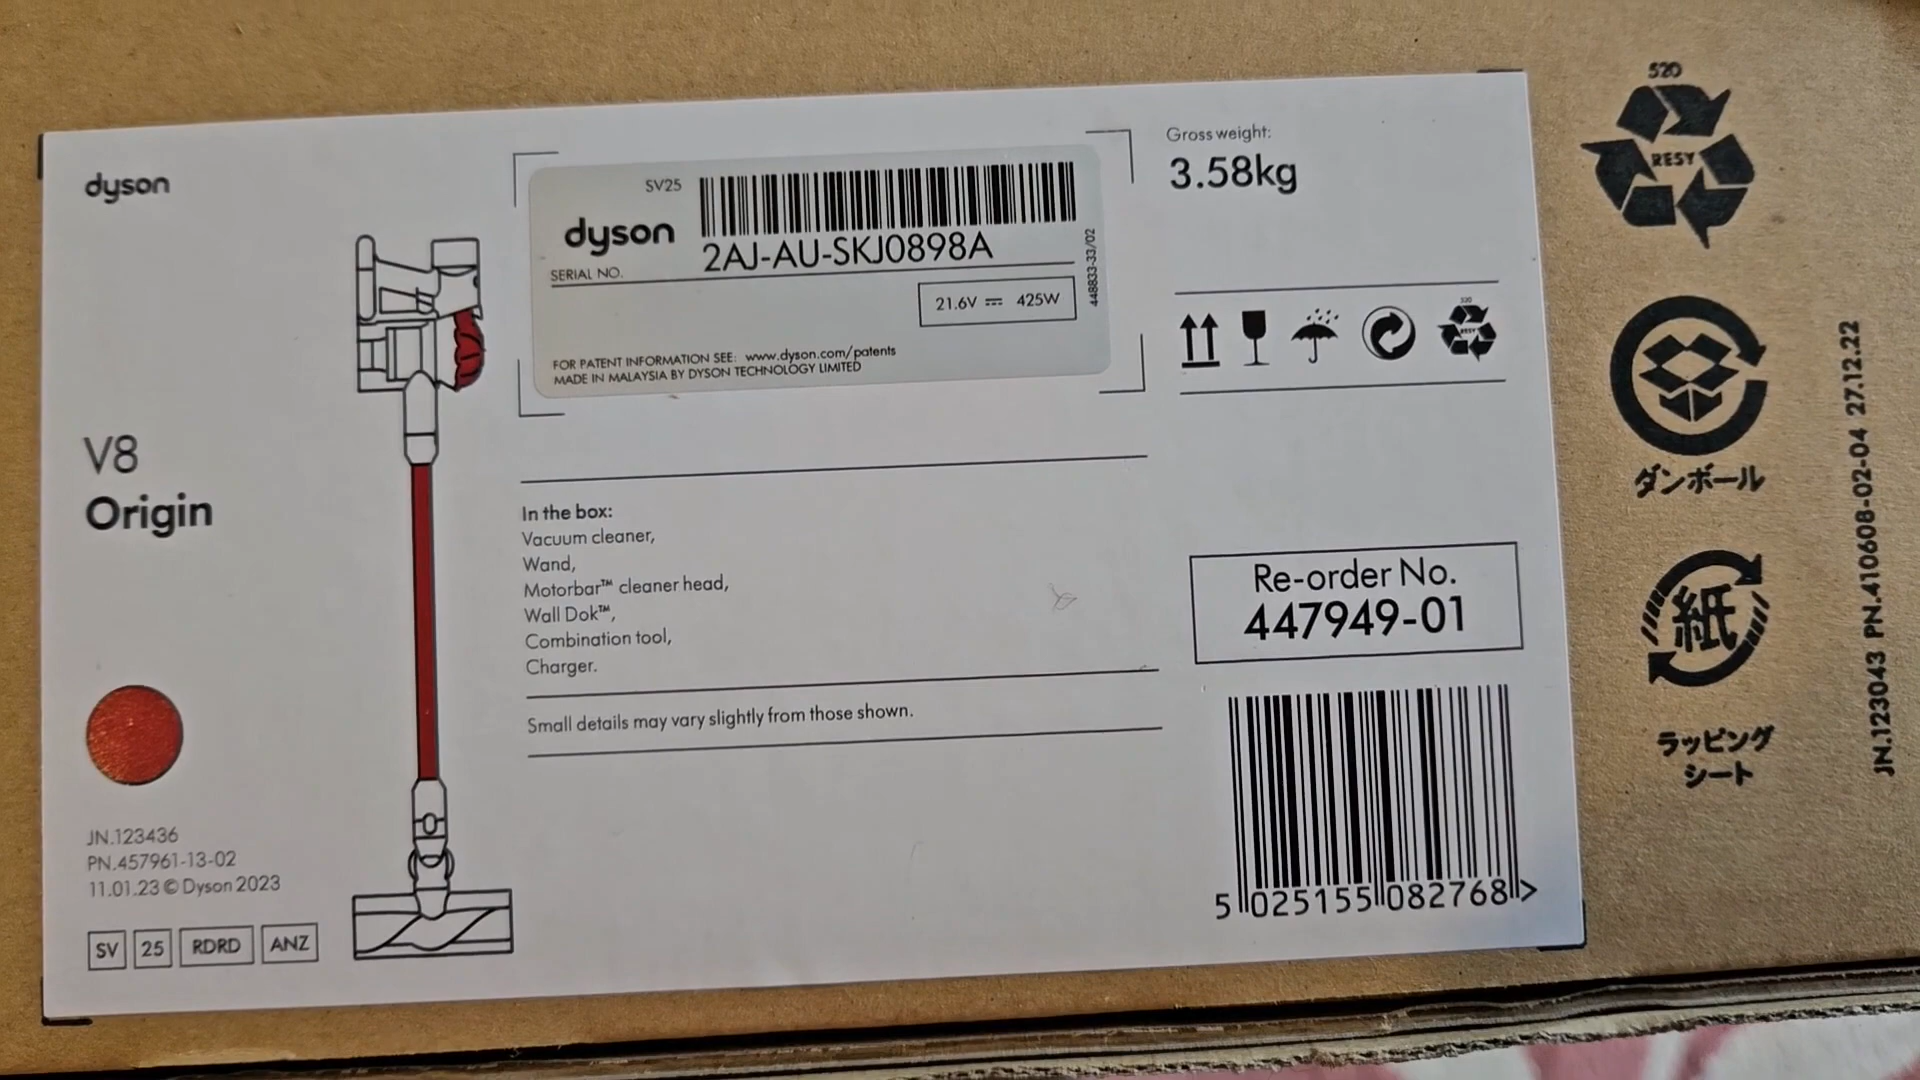 dyson
V8
Origin
JN.123436
PN.457961-13-02
11.01.23 © Dyson 2023
SV 25 RDRD ANZ
SV25
dyson
SERIAL NO.
2AJ-AU-SKJ0898A
21.6V ⎓ 425W
448833-33/02
FOR PATENT INFORMATION SEE: www.dyson.com/patents
MADE IN MALAYSIA BY DYSON TECHNOLOGY LIMITED
In the box:
Vacuum cleaner,
Wand,
Motorbar™ cleaner head,
Wall Dok™,
Combination tool,
Charger.
Small details may vary slightly from those shown.
Gross weight:
3.58kg
520
RESY
Re-order No.
447949-01
5 025155 082768 >
520
RESY
ダンボール
紙
ラッピング
シート
JN.123043 PN.410608-02-04 27.12.22